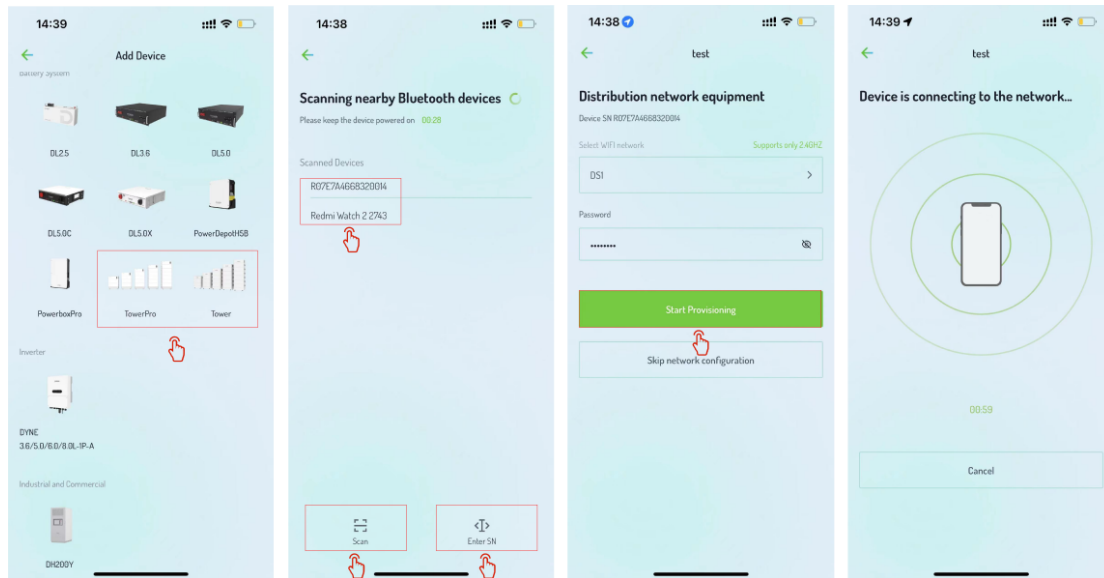 14:39
Add Device
Battery System
DL2.5
DL3.6
DL5.0
DL5.0C
DL5.0X
PowerDepotH5B
PowerboxPro
TowerPro
Tower
Inverter
DYNE
3.6/5.0/6.0/8.0L-1P-A
Industrial and Commercial
DH200Y
14:38
Scanning nearby Bluetooth devices
Please keep the device powered on 00:28
Scanned Devices
R07E7A4668320014
Redmi Watch 2 2743
Scan
Enter SN
14:38
test
Distribution network equipment
Device SN R07E7A4668320014
Select WIFI network
Supports only 2.4GHZ
DS1
Password
••••••••
Start Provisioning
Skip network configuration
14:39
test
Device is connecting to the network...
00:59
Cancel